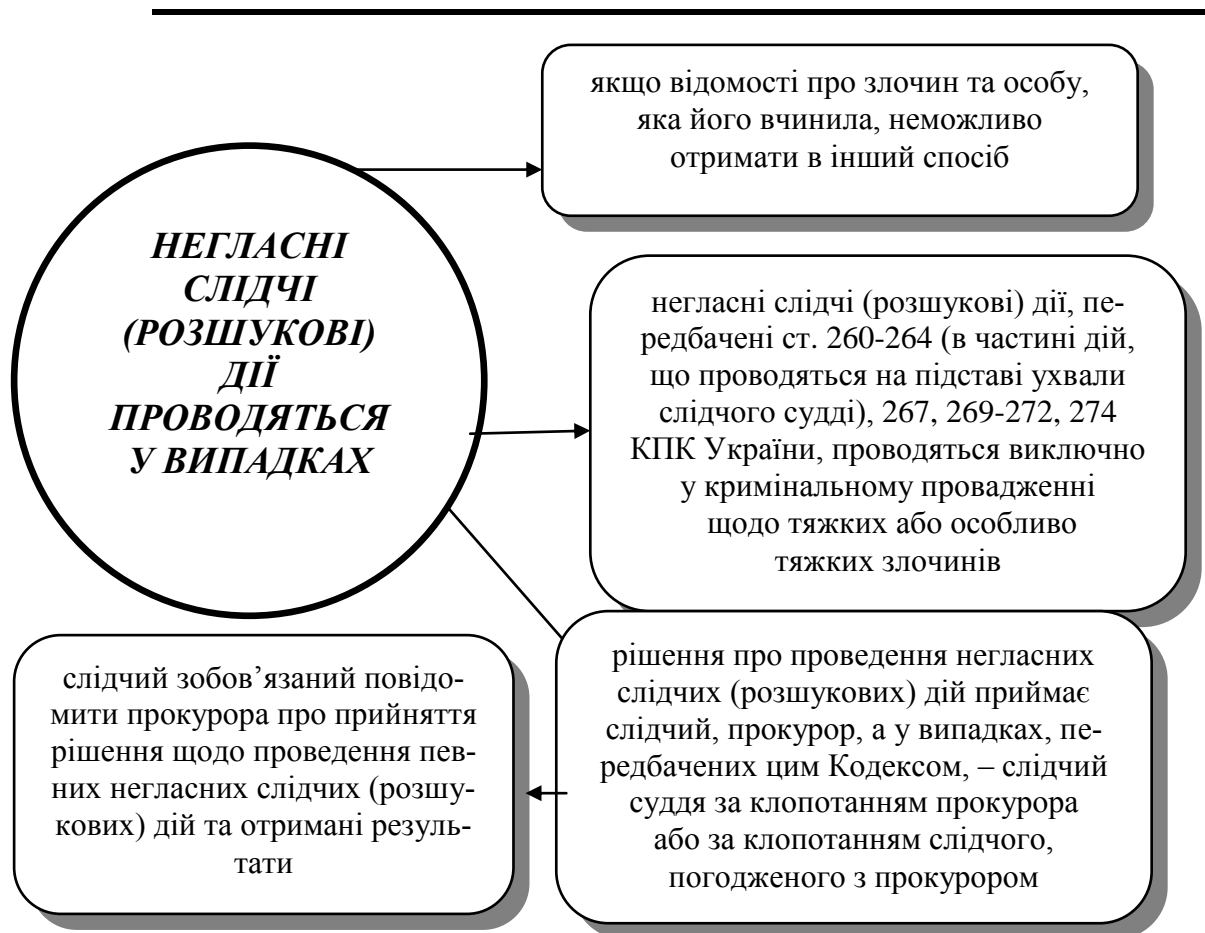 НЕГЛАСНІ
СЛІДЧІ
(РОЗШУКОВІ)
ДІЇ
ПРОВОДЯТЬСЯ
У ВИПАДКАХ
якщо відомості про злочин та особу,
яка його вчинила, неможливо
отримати в інший спосіб
негласні слідчі (розшукові) дії, пе-
редбачені ст. 260-264 (в частині дій,
що проводяться на підставі ухвали
слідчого судді), 267, 269-272, 274
КПК України, проводяться виключно
у кримінальному провадженні
щодо тяжких або особливо
тяжких злочинів
рішення про проведення негласних
слідчих (розшукових) дій приймає
слідчий, прокурор, а у випадках, пе-
редбачених цим Кодексом, – слідчий
суддя за клопотанням прокурора
або за клопотанням слідчого,
погодженого з прокурором
слідчий зобов’язаний повідо-
мити прокурора про прийняття
рішення щодо проведення пев-
них негласних слідчих (розшу-
кових) дій та отримані резуль-
тати